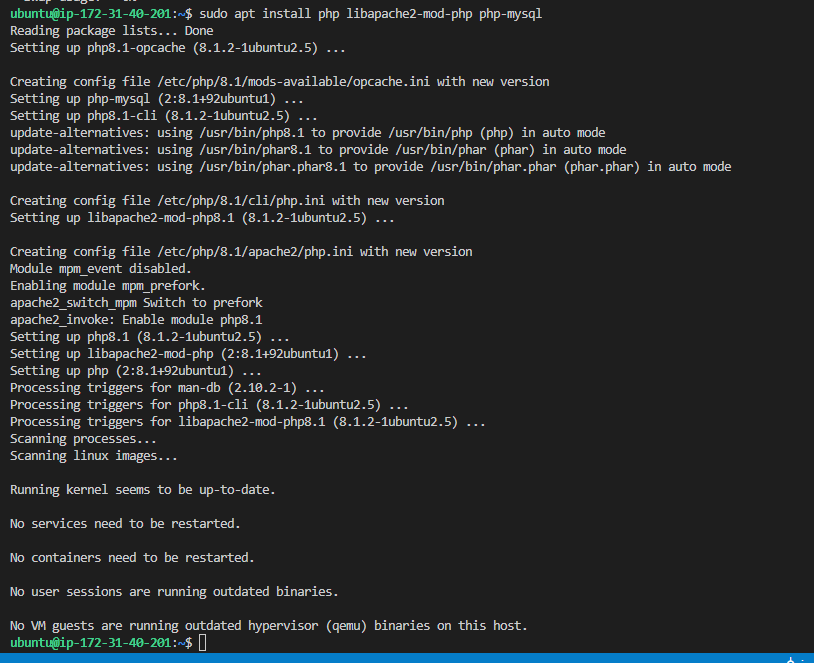 ubuntu@ip-172-31-40-201:~$ sudo apt install php libapache2-mod-php php-mysql
Reading package lists... Done
Setting up php8.1-opcache (8.1.2-1ubuntu2.5) ...
Creating config file /etc/php/8.1/mods-available/opcache.ini with new version
Setting up php-mysql (2:8.1+92ubuntu1) ...
Setting up php8.1-cli (8.1.2-1ubuntu2.5) ...
update-alternatives: using /usr/bin/php8.1 to provide /usr/bin/php (php) in auto mode
update-alternatives: using /usr/bin/phar8.1 to provide /usr/bin/phar (phar) in auto mode
update-alternatives: using /usr/bin/phar.phar8.1 to provide /usr/bin/phar.phar (phar.phar) in auto mode
Creating config file /etc/php/8.1/cli/php.ini with new version
Setting up libapache2-mod-php8.1 (8.1.2-1ubuntu2.5) ...
Creating config file /etc/php/8.1/apache2/php.ini with new version
Module mpm_event disabled.
Enabling module mpm_prefork.
apache2_switch_mpm Switch to prefork
apache2_invoke: Enable module php8.1
Setting up php8.1 (8.1.2-1ubuntu2.5) ...
Setting up libapache2-mod-php (2:8.1+92ubuntu1) ...
Setting up php (2:8.1+92ubuntu1) ...
Processing triggers for man-db (2.10.2-1) ...
Processing triggers for php8.1-cli (8.1.2-1ubuntu2.5) ...
Processing triggers for libapache2-mod-php8.1 (8.1.2-1ubuntu2.5) ...
Scanning processes...
Scanning linux images...
Running kernel seems to be up-to-date.
No services need to be restarted.
No containers need to be restarted.
No user sessions are running outdated binaries.
No VM guests are running outdated hypervisor (qemu) binaries on this host.
ubuntu@ip-172-31-40-201:~$